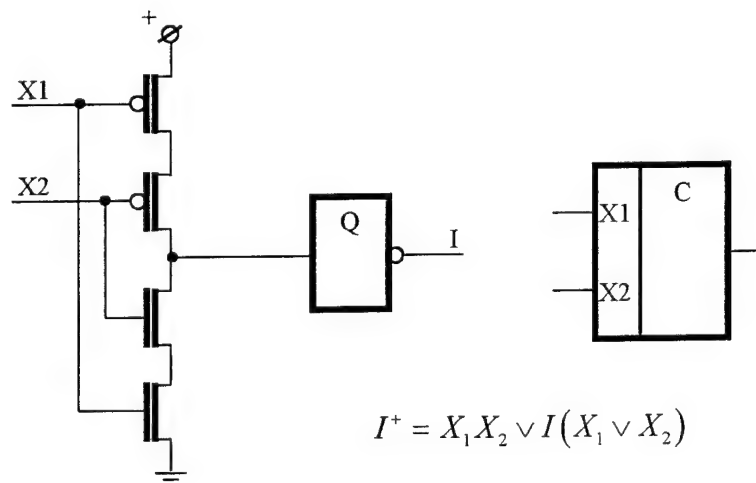 +
X1
X2
Q
I
C
X1
X2
I⁺ = X₁X₂ ∨ I(X₁ ∨ X₂)